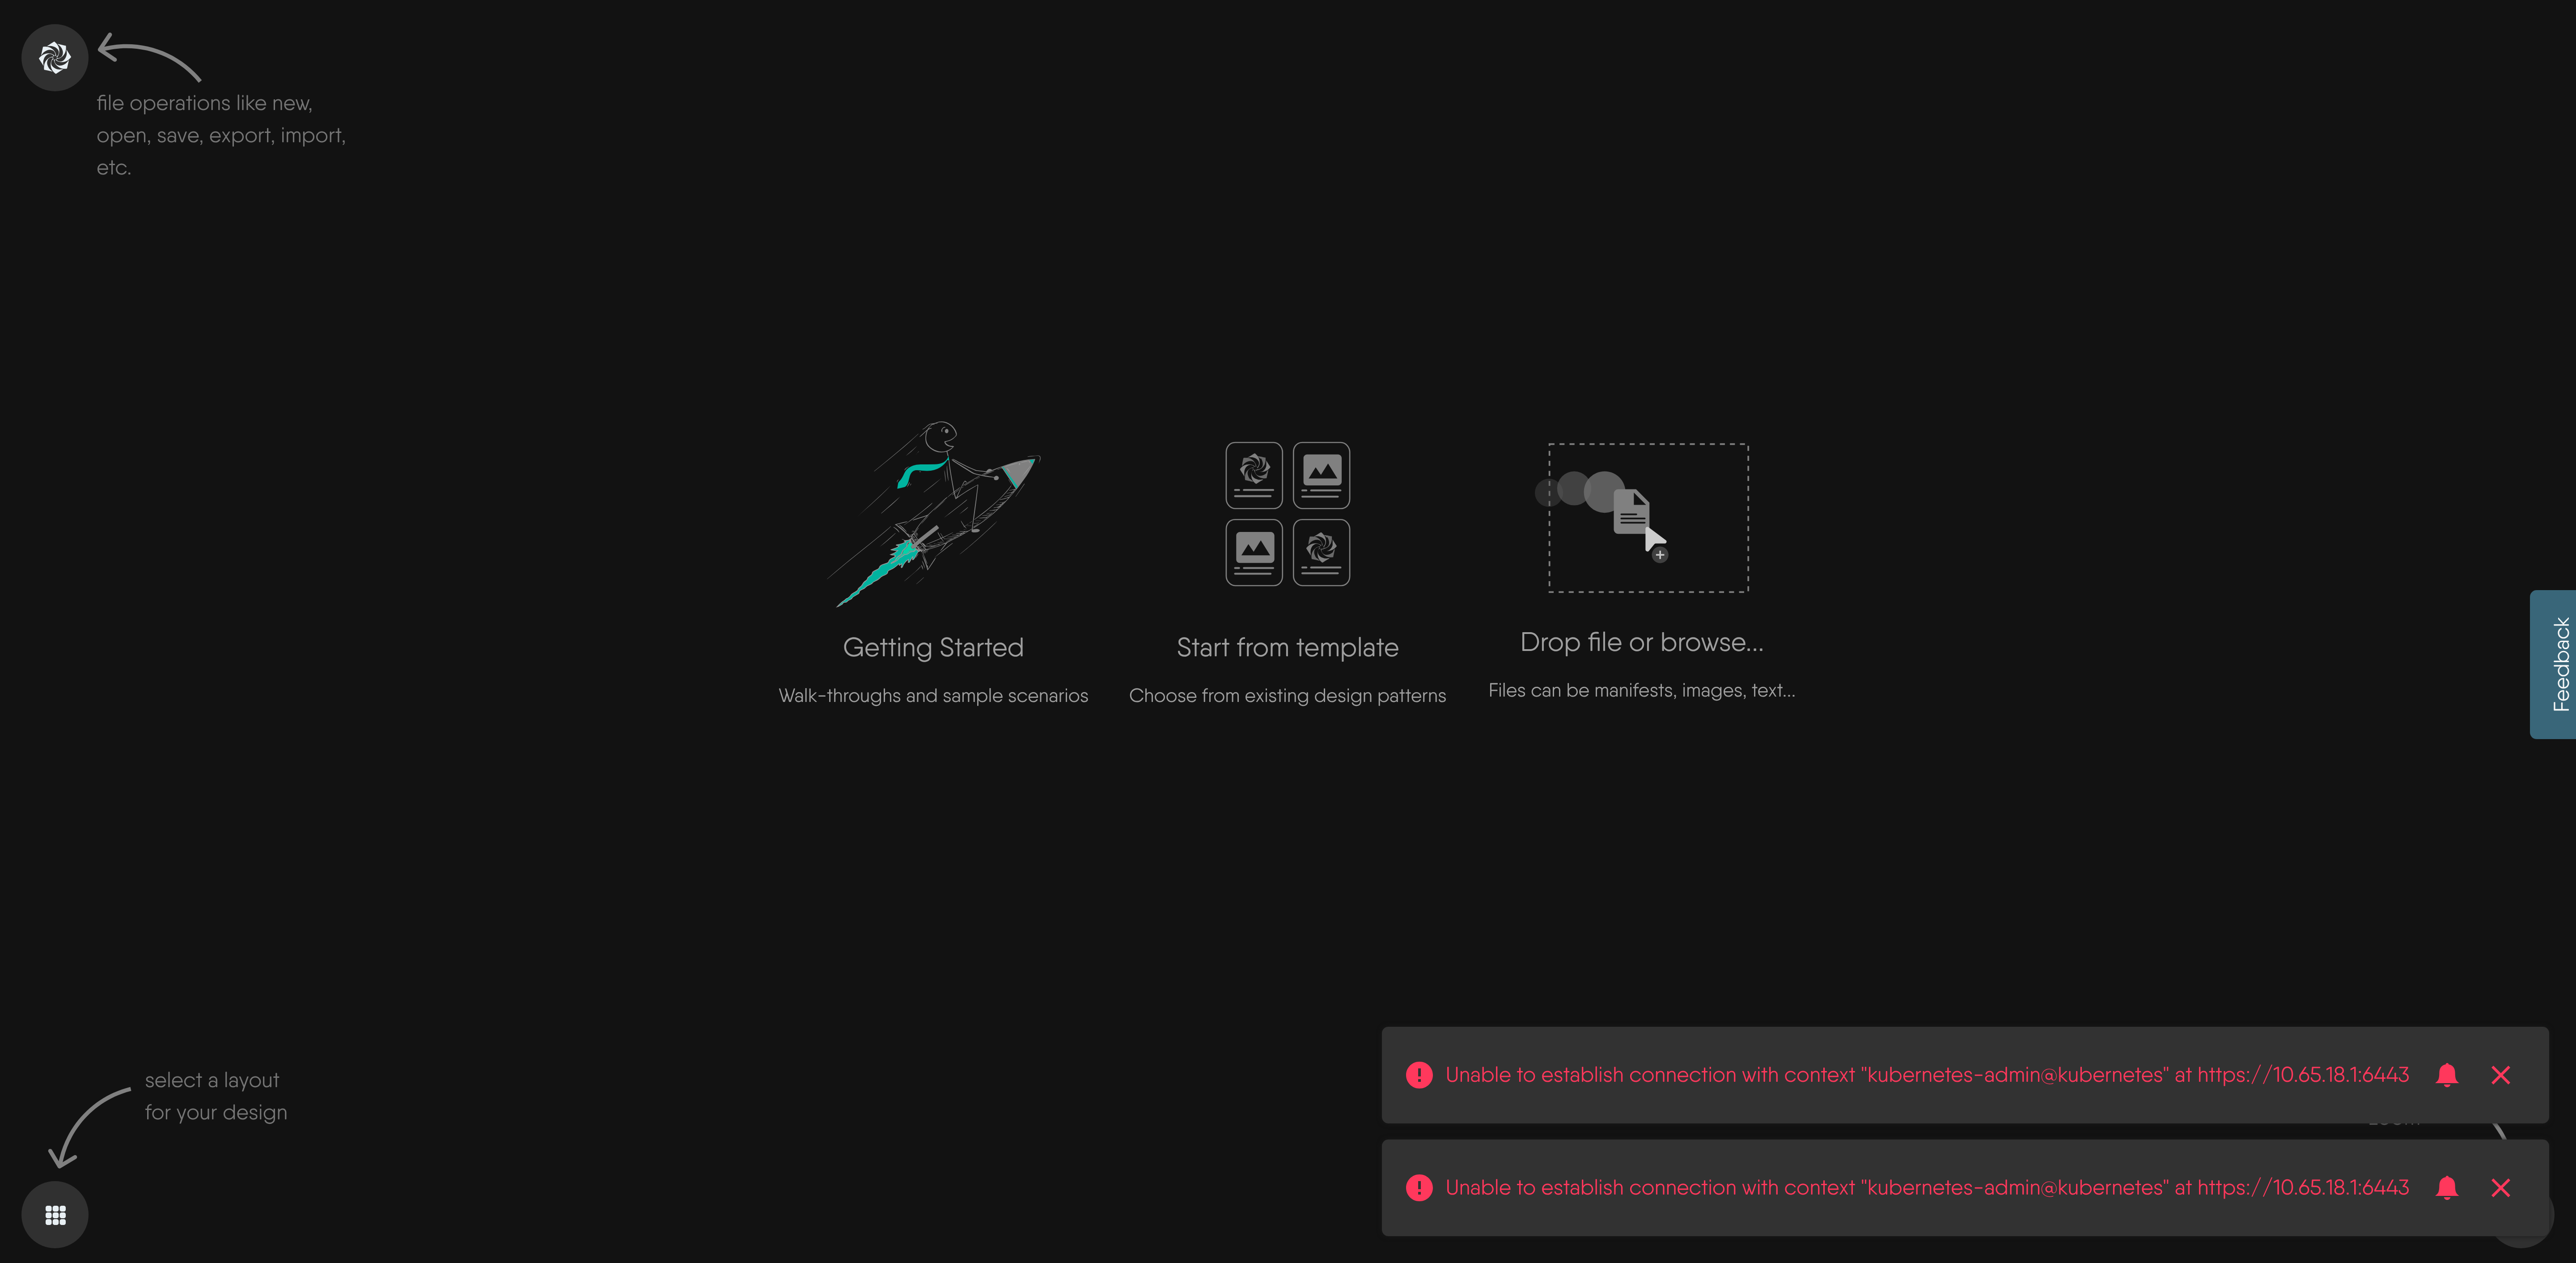 file operations like new,
open, save, export, import,
etc.
Getting Started
Walk-throughs and sample scenarios
Start from template
Choose from existing design patterns
Drop file or browse...
Files can be manifests, images, text...
Feedback
select a layout
for your design
Unable to establish connection with context "kubernetes-admin@kubernetes" at https://10.65.18.1:6443
Unable to establish connection with context "kubernetes-admin@kubernetes" at https://10.65.18.1:6443